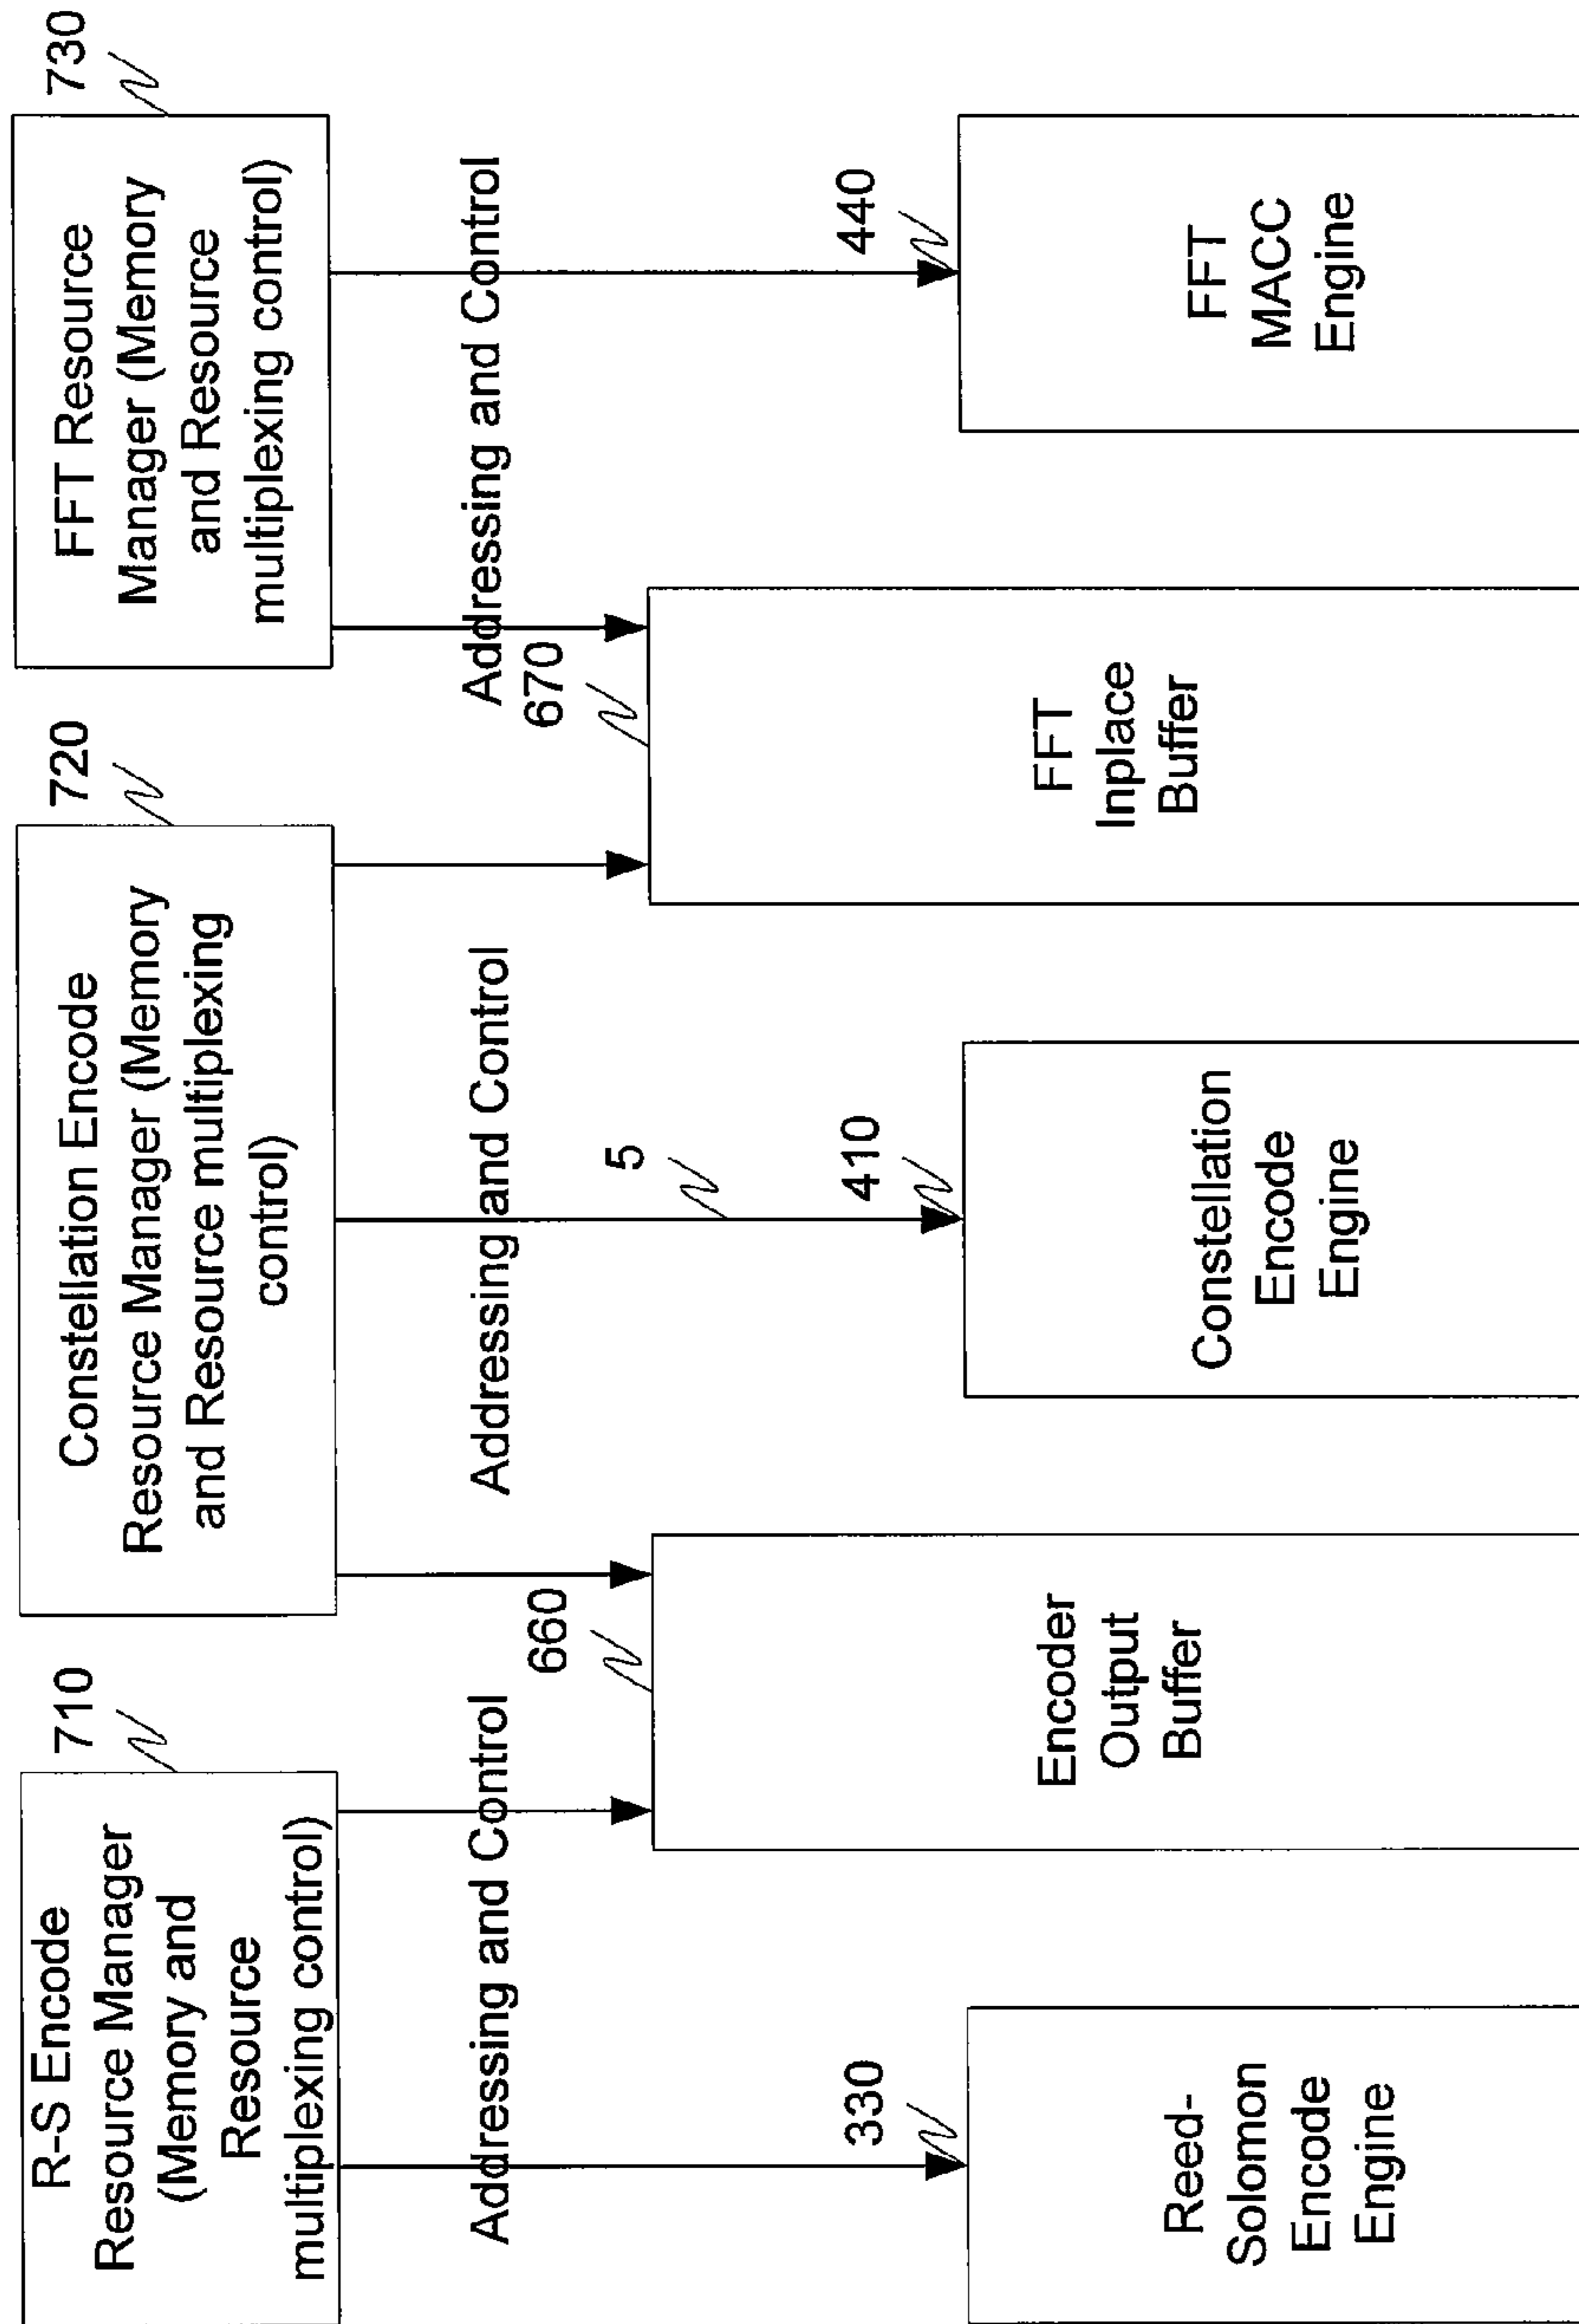 710
R-S Encode
Resource Manager
(Memory and
Resource
multiplexing control)
720
Constellation Encode
Resource Manager (Memory
and Resource multiplexing
control)
730
FFT Resource
Manager (Memory
and Resource
multiplexing control)
Addressing and Control
Addressing and Control
Addressing and Control
660
5
670
330
410
440
Reed-
Solomon
Encode
Engine
Encoder
Output
Buffer
Constellation
Encode
Engine
FFT
Inplace
Buffer
FFT
MACC
Engine